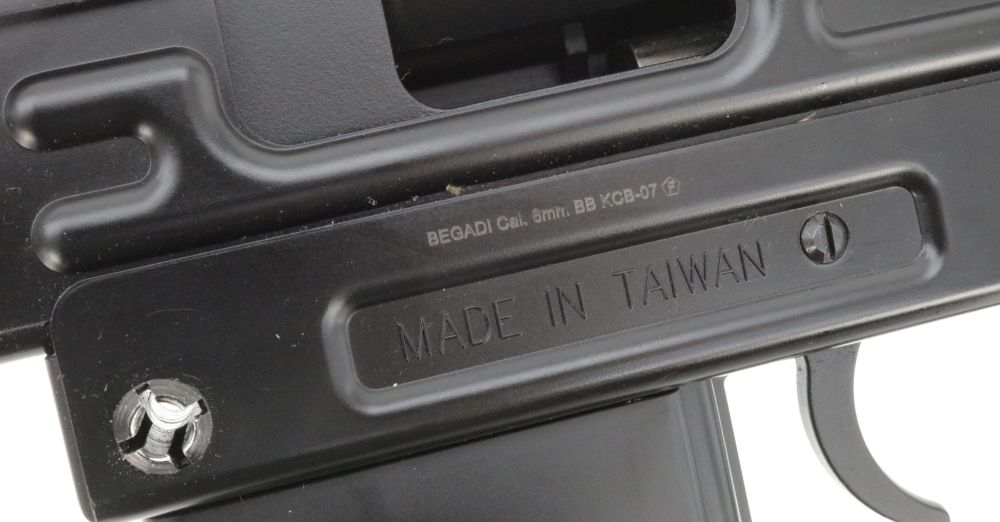 BEGADI Cal. 6mm BB KCB-07 F
MADE IN TAIWAN